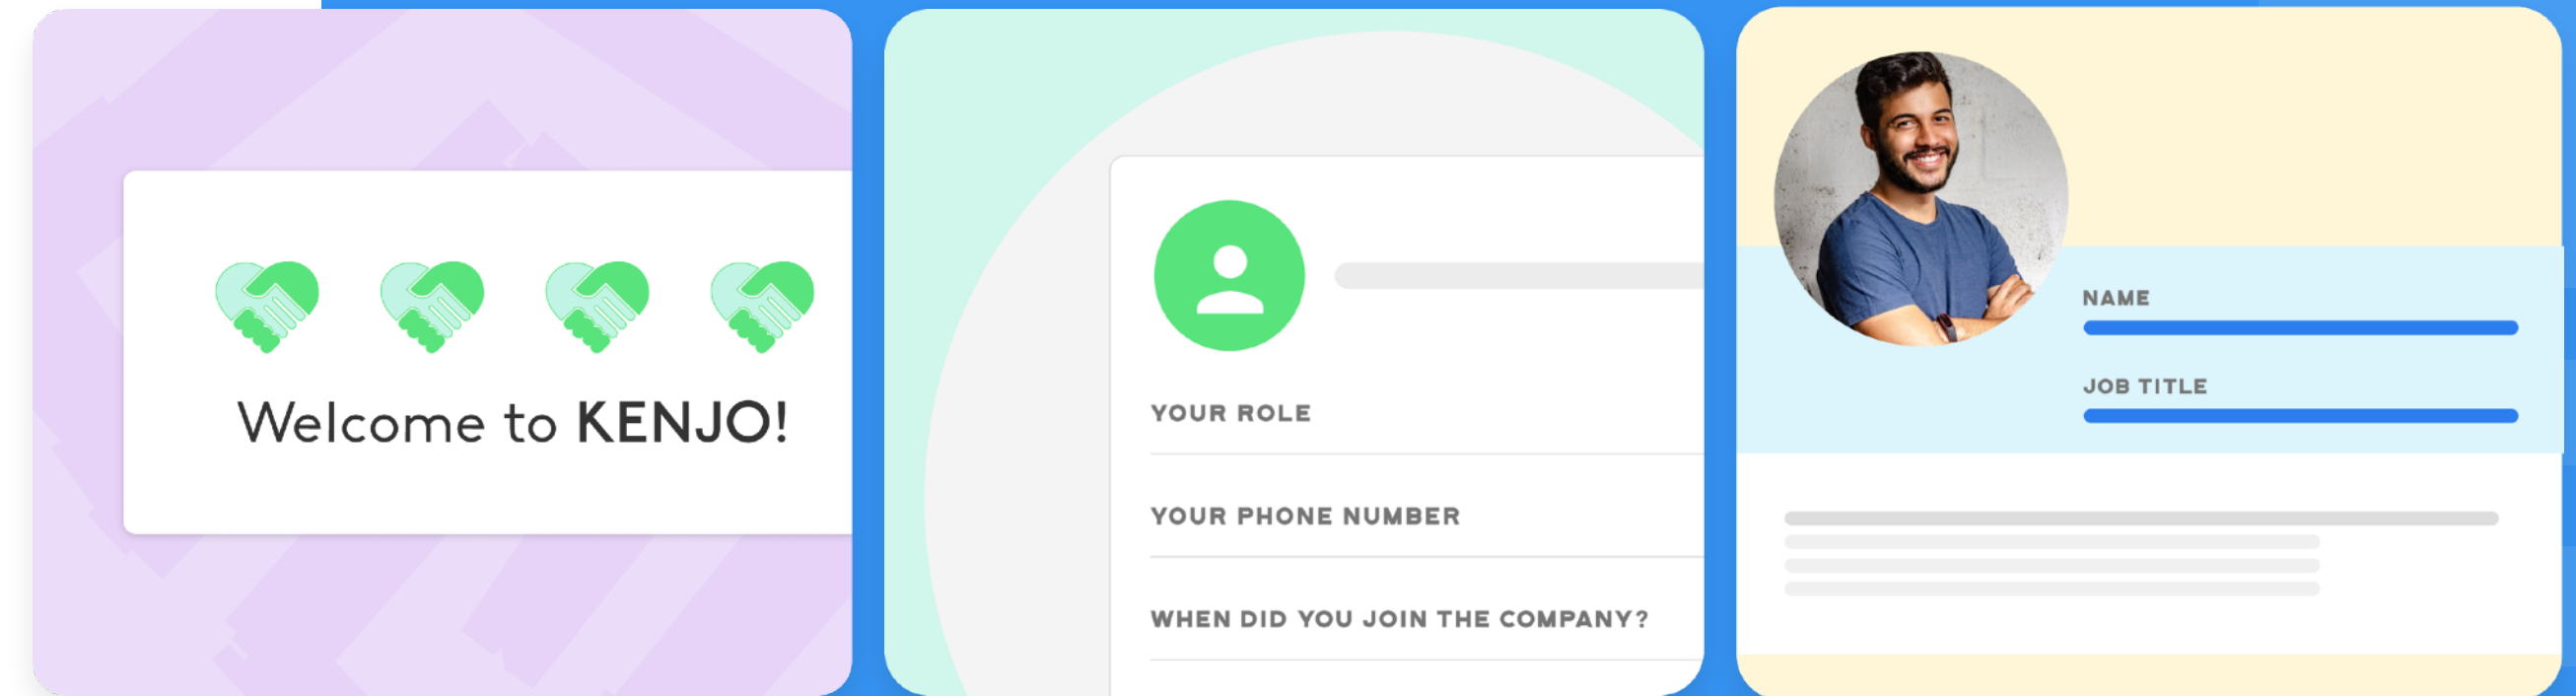 Welcome to KENJO!
YOUR ROLE
YOUR PHONE NUMBER
WHEN DID YOU JOIN THE COMPANY?
NAME
JOB TITLE